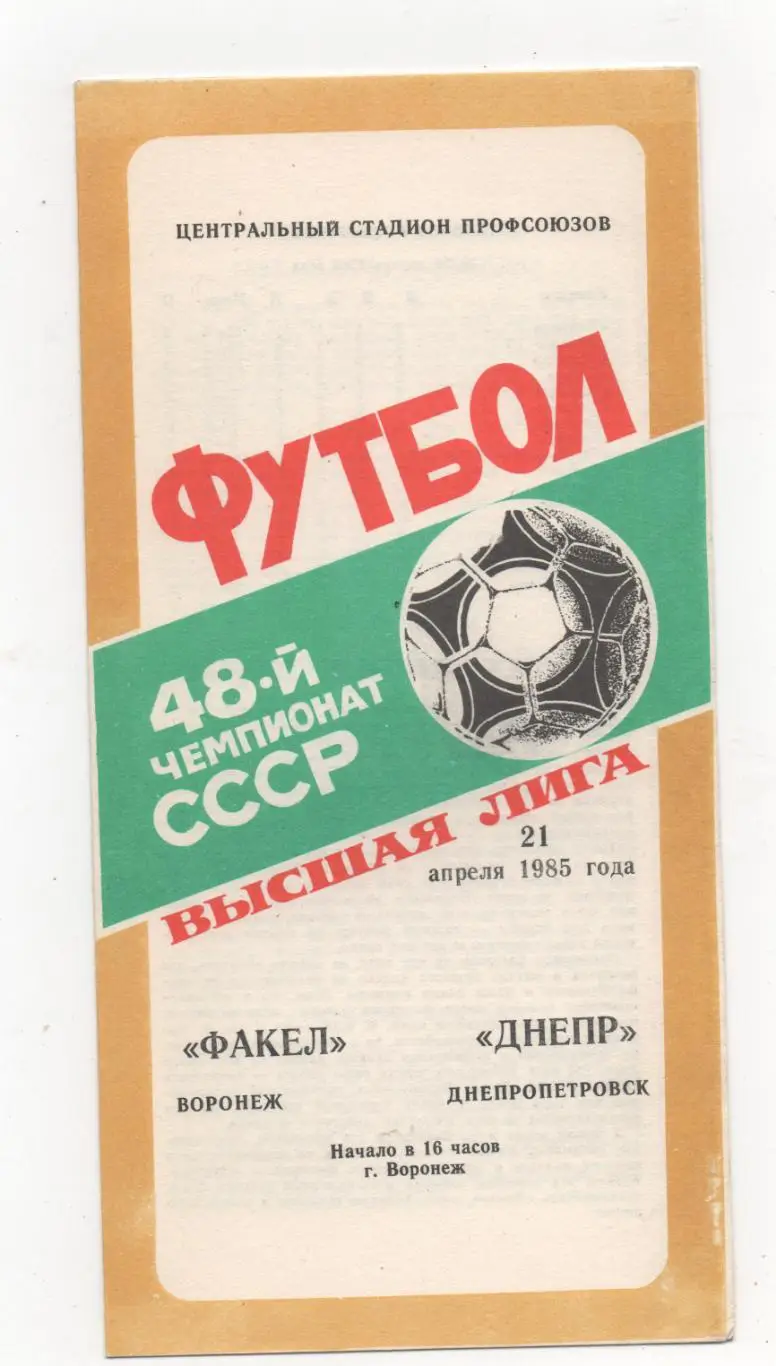 ЦЕНТРАЛЬНЫЙ СТАДИОН ПРОФСОЮЗОВ
ФУТБОЛ
48-Й
ЧЕМПИОНАТ
СССР
ВЫСШАЯ ЛИГА
21
апреля 1985 года
«ФАКЕЛ» «ДНЕПР»
ВОРОНЕЖ ДНЕПРОПЕТРОВСК
Начало в 16 часов
г. Воронеж